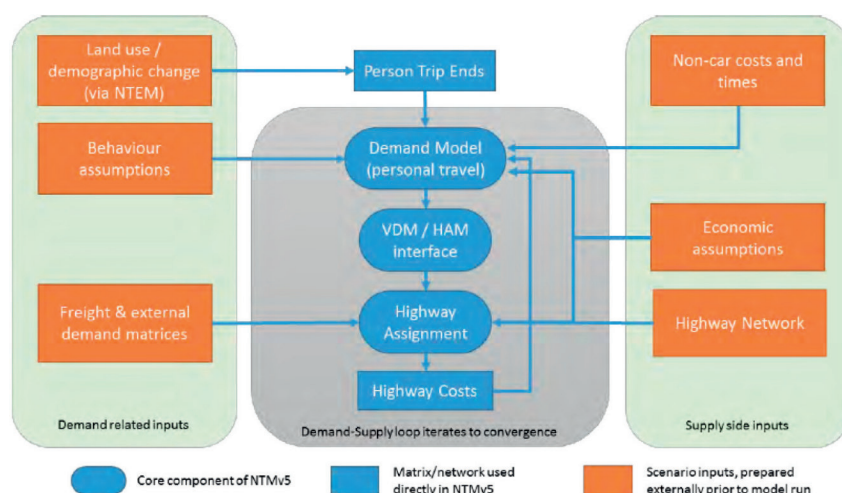 Land use /
demographic change
(via NTEM)
Person Trip Ends
Non-car costs and
times
Behaviour
assumptions
Demand Model
(personal travel)
VDM / HAM
interface
Economic
assumptions
Freight & external
demand matrices
Highway
Assignment
Highway Network
Highway Costs
Demand related inputs
Demand-Supply loop iterates to convergence
Supply side inputs
Core component of NTMv5
Matrix/network used
directly in NTMv5
Scenario inputs, prepared
externally prior to model run